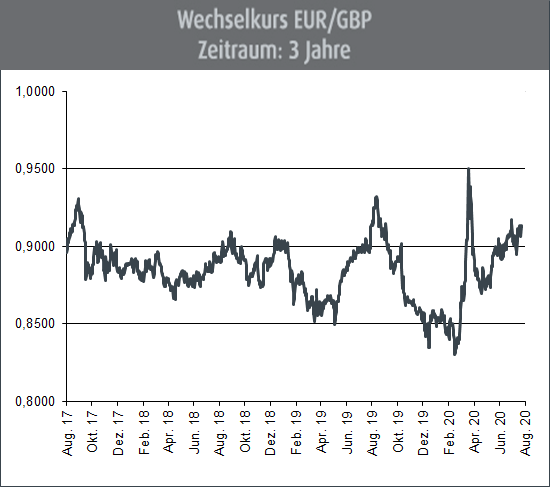 Wechselkurs EUR/GBP
Zeitraum: 3 Jahre
1,0000
0,9500
0,9000
0,8500
0,8000
Aug. 17
Okt. 17
Dez. 17
Feb. 18
Apr. 18
Jun. 18
Aug. 18
Okt. 18
Dez. 18
Feb. 19
Apr. 19
Jun. 19
Aug. 19
Okt. 19
Dez. 19
Feb. 20
Apr. 20
Jun. 20
Aug. 20